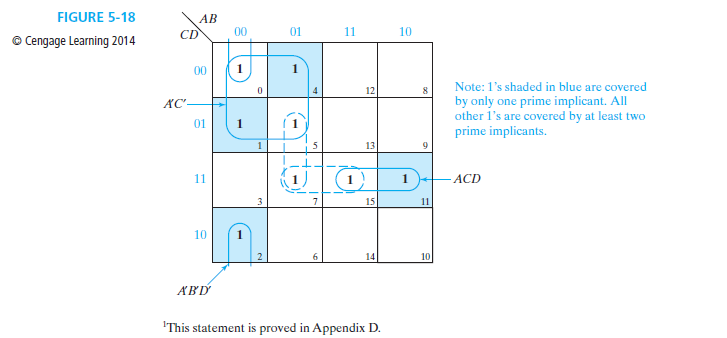 FIGURE 5-18
© Cengage Learning 2014
AB
CD
00 01 11 10
00 1 0 1 4 12 8
A'C'
01 1 1 1 5 13 9
11 3 1 7 1 15 1 11 ACD
10 1 2 6 14 10
A'B'D'
Note: 1's shaded in blue are covered
by only one prime implicant. All
other 1's are covered by at least two
prime implicants.
1This statement is proved in Appendix D.